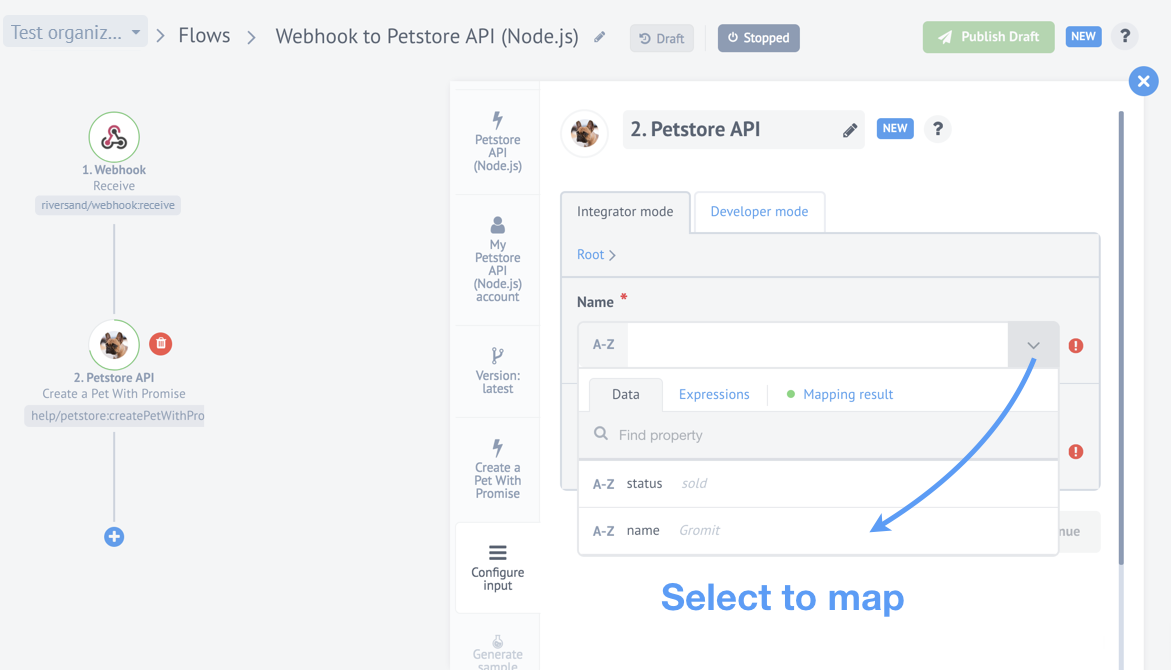 Test organiz...
Flows
Webhook to Petstore API (Node.js)
Draft
Stopped
Publish Draft
NEW
?
1. Webhook
Receive
riversand/webhook:receive
2. Petstore API
Create a Pet With Promise
help/petstore:createPetWithPro
Petstore
API
(Node.js)
My
Petstore
API
(Node.js)
account
Version:
latest
Create a
Pet With
Promise
Configure
input
Generate
sample
2. Petstore API
NEW
?
Integrator mode
Developer mode
Root
Name *
A-Z
Data
Expressions
Mapping result
Find property
A-Z status sold
A-Z name Gromit
nue
Select to map